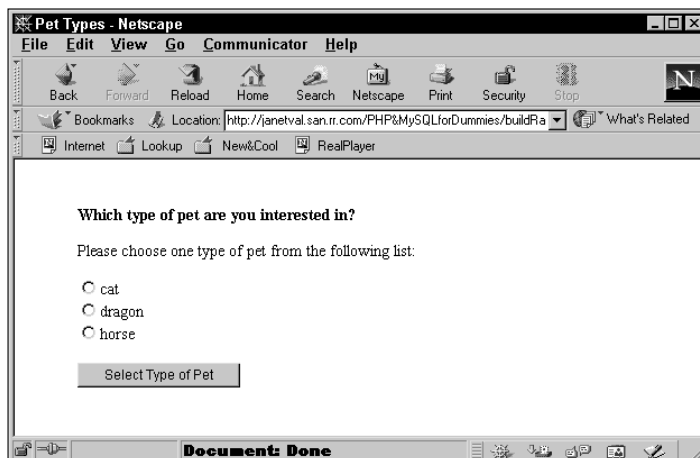 Pet Types - Netscape
File Edit View Go Communicator Help
My
N
Back Forward Reload Home Search Netscape Print Security Stop
Bookmarks Location: http://janetval.san.rr.com/PHP&MySQLforDummies/buildRa What's Related
Internet Lookup New&Cool RealPlayer
Which type of pet are you interested in?
Please choose one type of pet from the following list:
cat
dragon
horse
Select Type of Pet
Document: Done